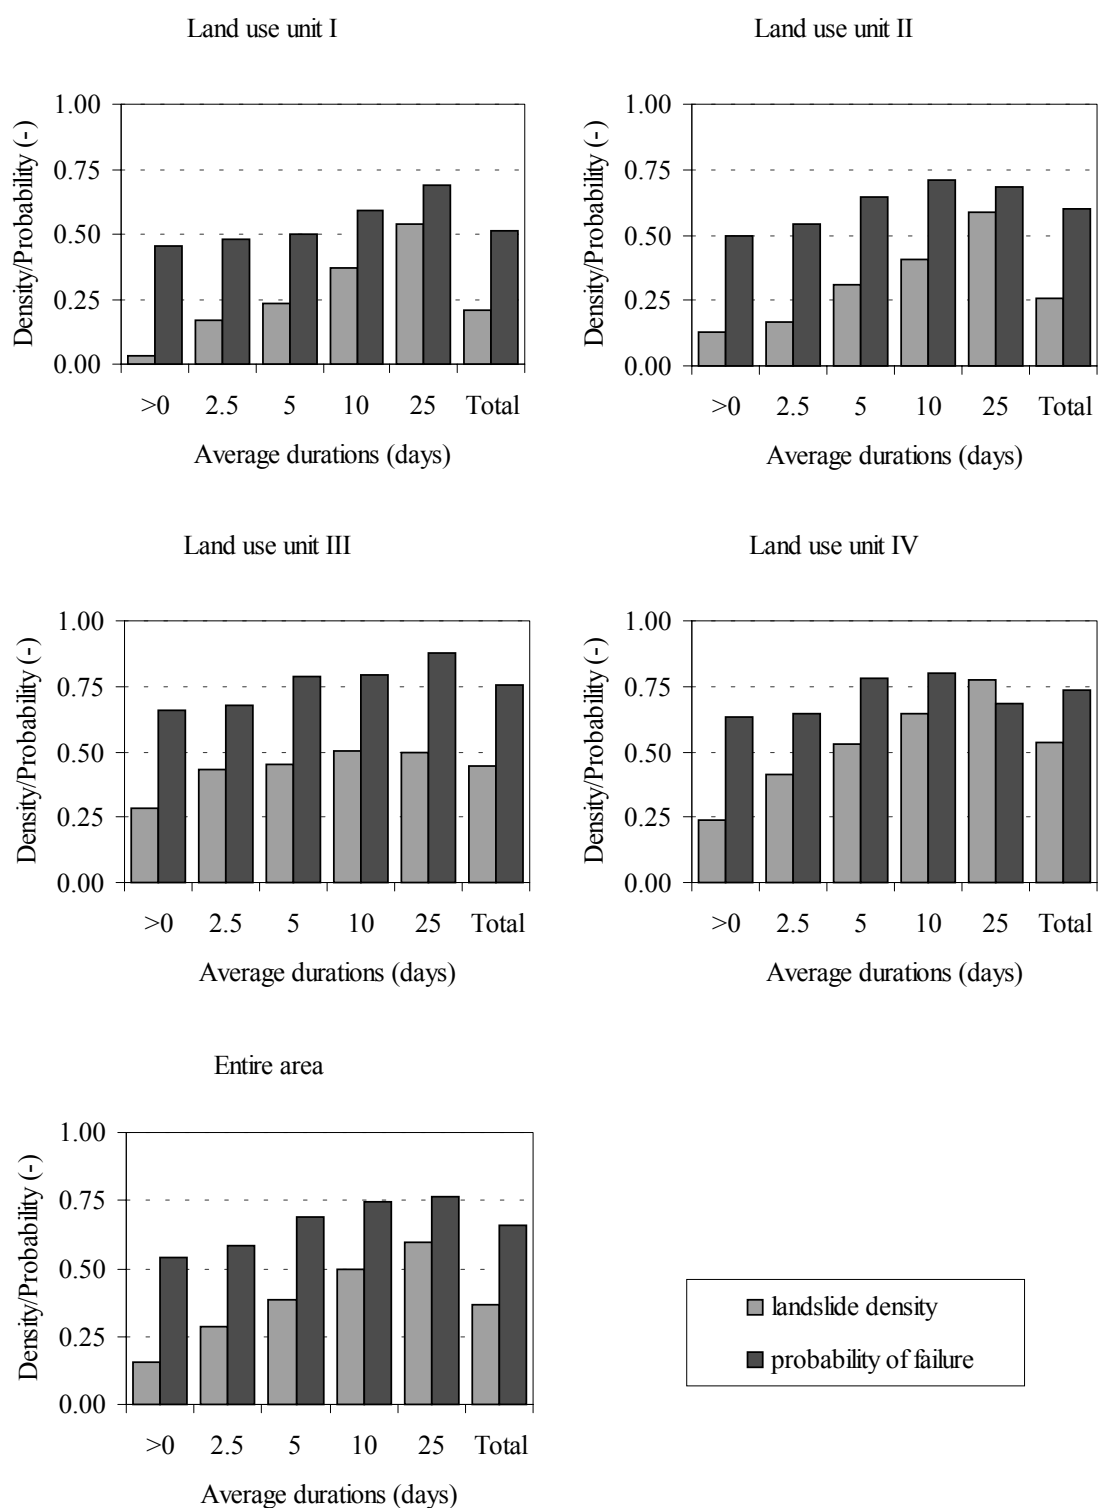 Land use unit I
Density/Probability (-)
1.00
0.75
0.50
0.25
0.00
>0 2.5 5 10 25 Total
Average durations (days)
Land use unit II
Density/Probability (-)
1.00
0.75
0.50
0.25
0.00
>0 2.5 5 10 25 Total
Average durations (days)
Land use unit III
Density/Probability (-)
1.00
0.75
0.50
0.25
0.00
>0 2.5 5 10 25 Total
Average durations (days)
Land use unit IV
Density/Probability (-)
1.00
0.75
0.50
0.25
0.00
>0 2.5 5 10 25 Total
Average durations (days)
Entire area
Density/Probability (-)
1.00
0.75
0.50
0.25
0.00
>0 2.5 5 10 25 Total
Average durations (days)
landslide density
probability of failure